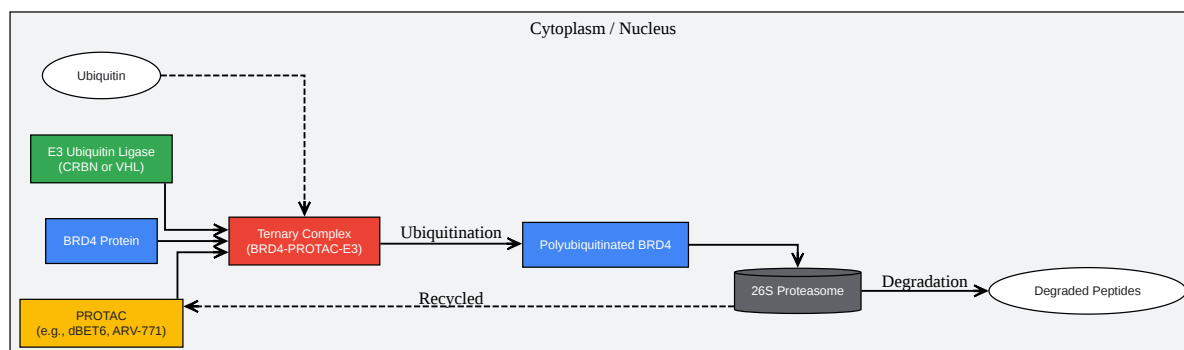 Cytoplasm / Nucleus
Ubiquitin
E3 Ubiquitin Ligase
(CRBN or VHL)
BRD4 Protein
Ternary Complex
(BRD4-PROTAC-E3)
Ubiquitination
Polyubiquitinated BRD4
26S Proteasome
Degradation
Degraded Peptides
Recycled
PROTAC
(e.g., dBET6, ARV-771)